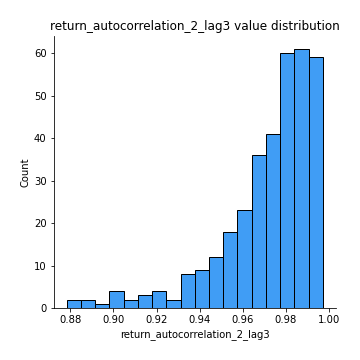 return_autocorrelation_2_lag3 value distribution
60
50
40
30
20
10
0
Count
0.88 0.90 0.92 0.94 0.96 0.98 1.00
return_autocorrelation_2_lag3